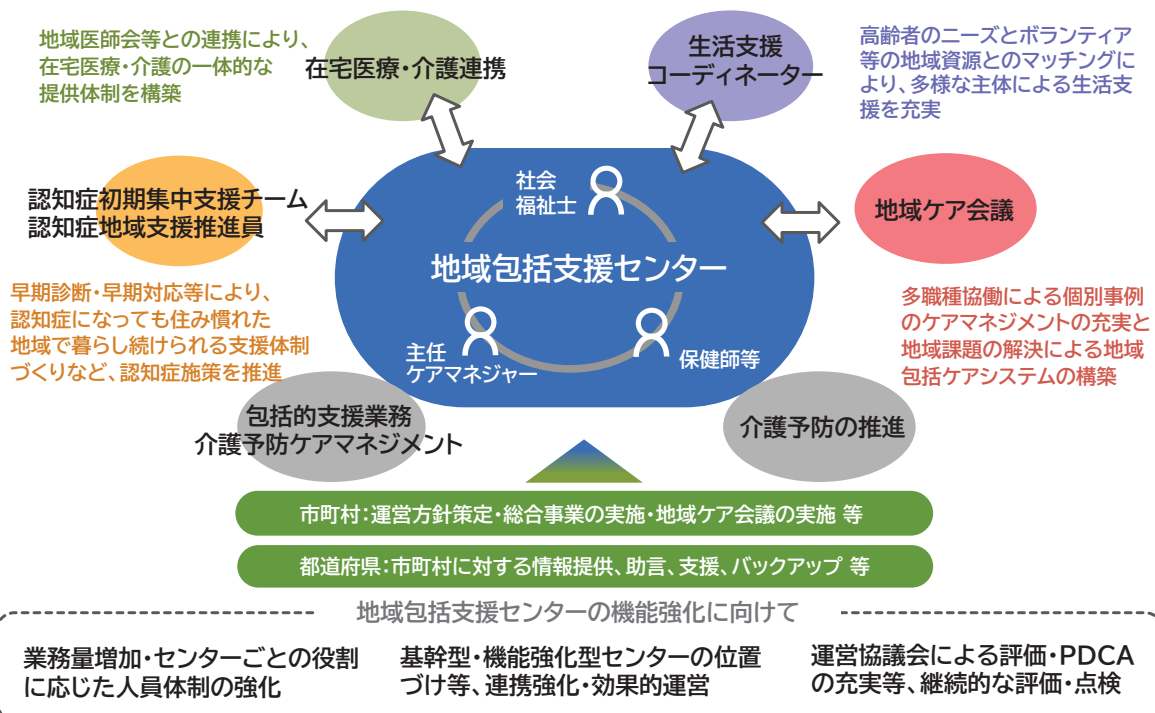 地域医師会等との連携により、
在宅医療・介護の一体的な
提供体制を構築
在宅医療・介護連携
生活支援
コーディネーター
高齢者のニーズとボランティア
等の地域資源とのマッチングに
より、多様な主体による生活支
援を充実
認知症初期集中支援チーム
認知症地域支援推進員
早期診断・早期対応等により、
認知症になっても住み慣れた
地域で暮らし続けられる支援体制
づくりなど、認知症施策を推進
社会
福祉士
地域包括支援センター
主任
ケアマネジャー
保健師等
地域ケア会議
多職種協働による個別事例
のケアマネジメントの充実と
地域課題の解決による地域
包括ケアシステムの構築
包括的支援業務
介護予防ケアマネジメント
介護予防の推進
市町村:運営方針策定・総合事業の実施・地域ケア会議の実施 等
都道府県:市町村に対する情報提供、助言、支援、バックアップ 等
地域包括支援センターの機能強化に向けて
業務量増加・センターごとの役割
に応じた人員体制の強化
基幹型・機能強化型センターの位置
づけ等、連携強化・効果的運営
運営協議会による評価・PDCA
の充実等、継続的な評価・点検